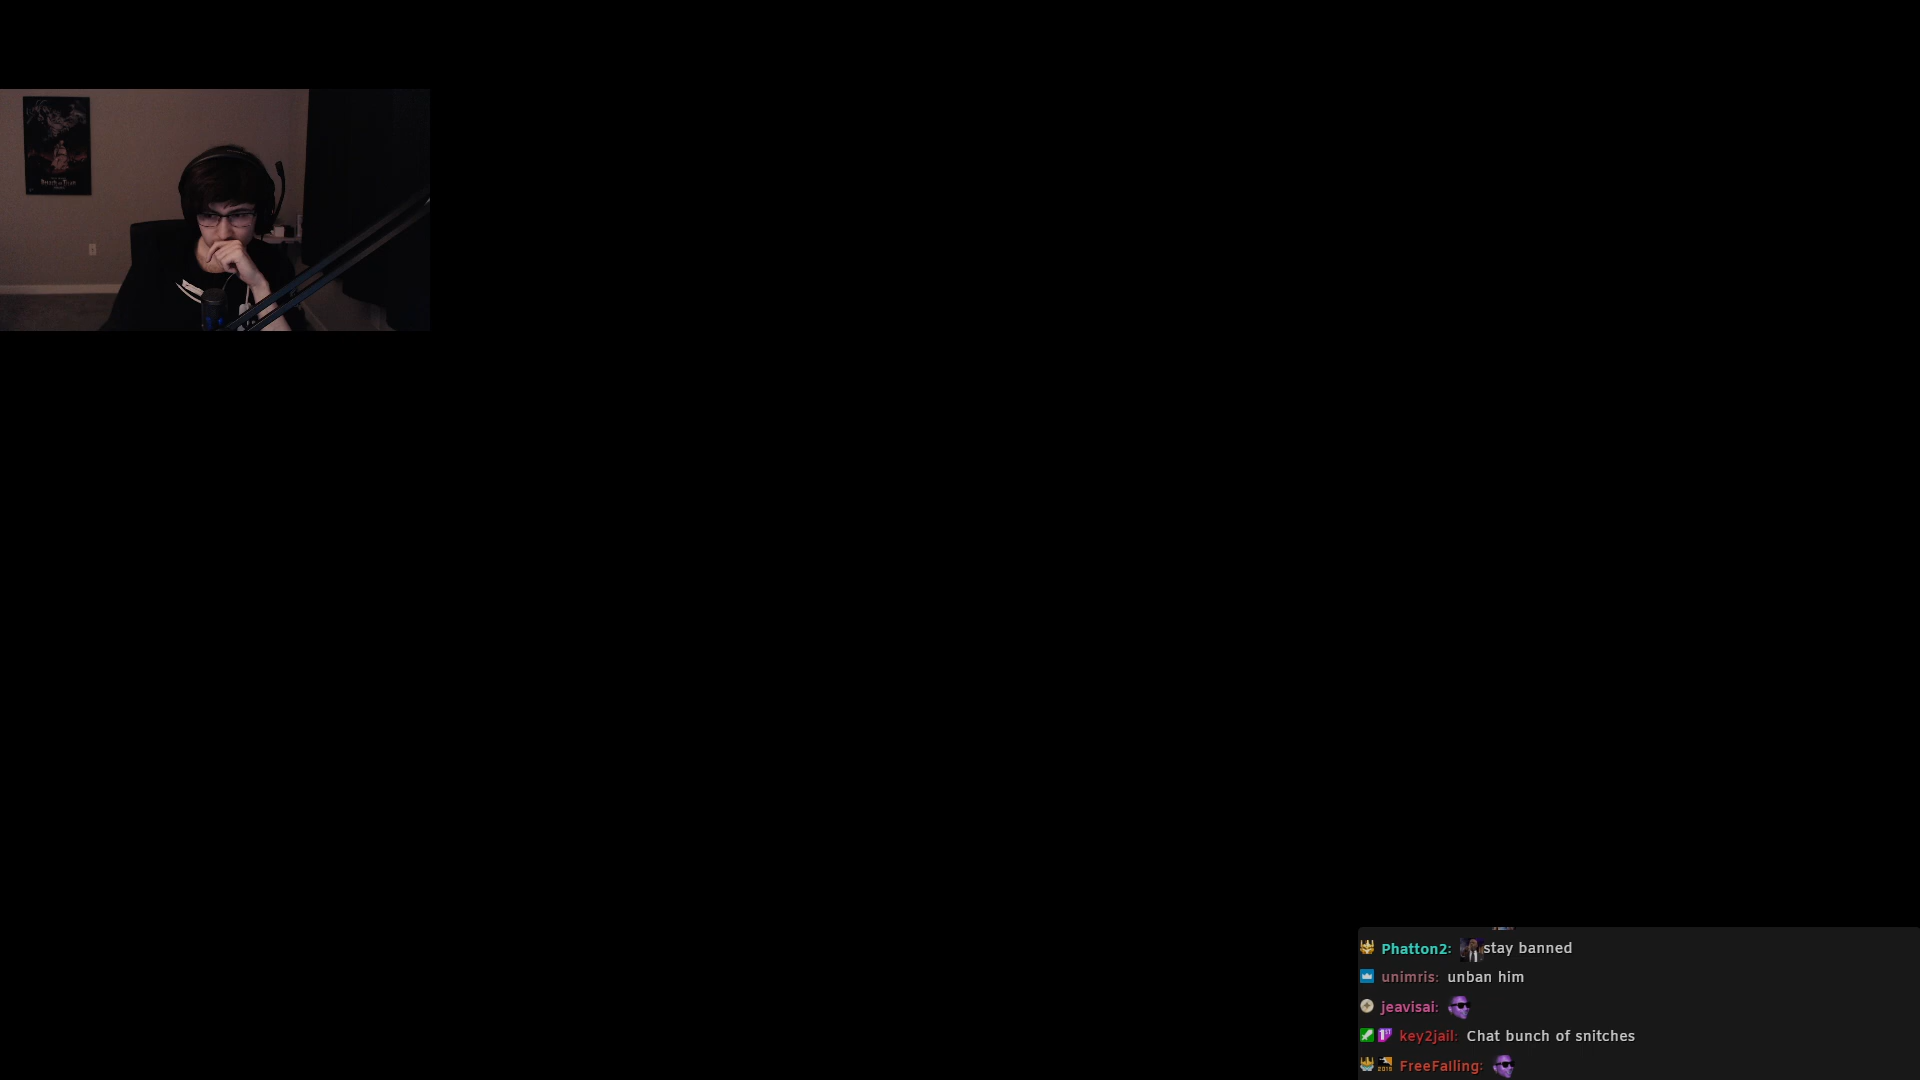 Phatton2: stay banned
unimris: unban him
jeavisai:
key2jail: Chat bunch of snitches
FreeFalling: